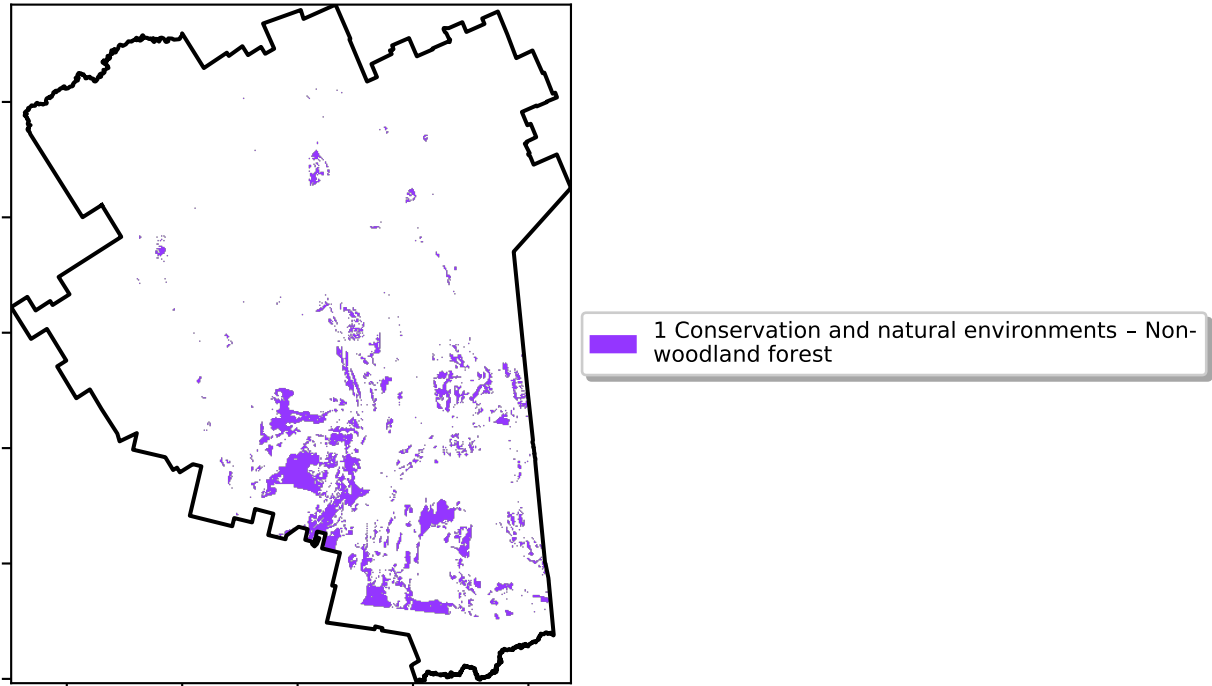 1 Conservation and natural environments – Non-
woodland forest